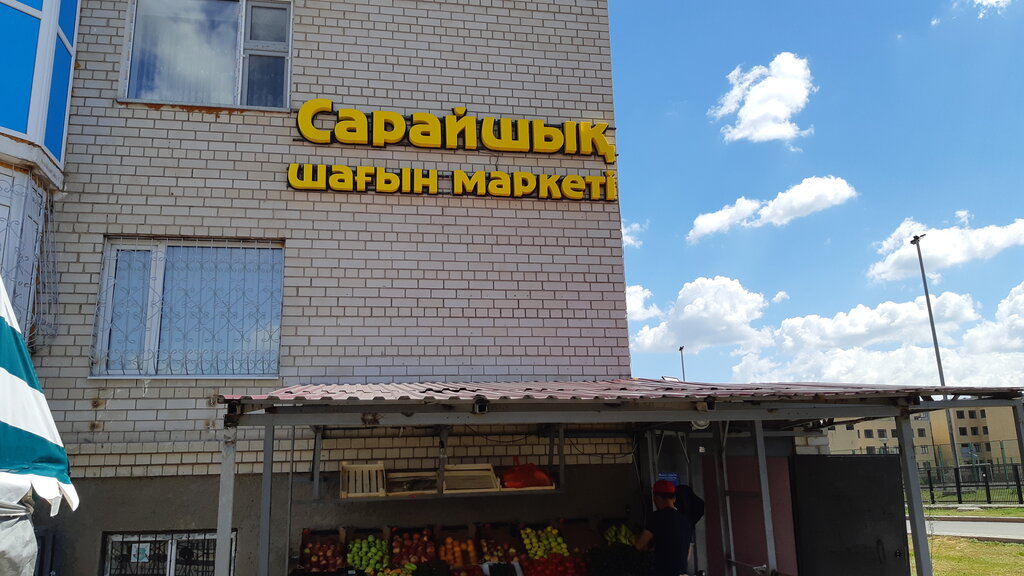 Сарайшық
шағын маркеті